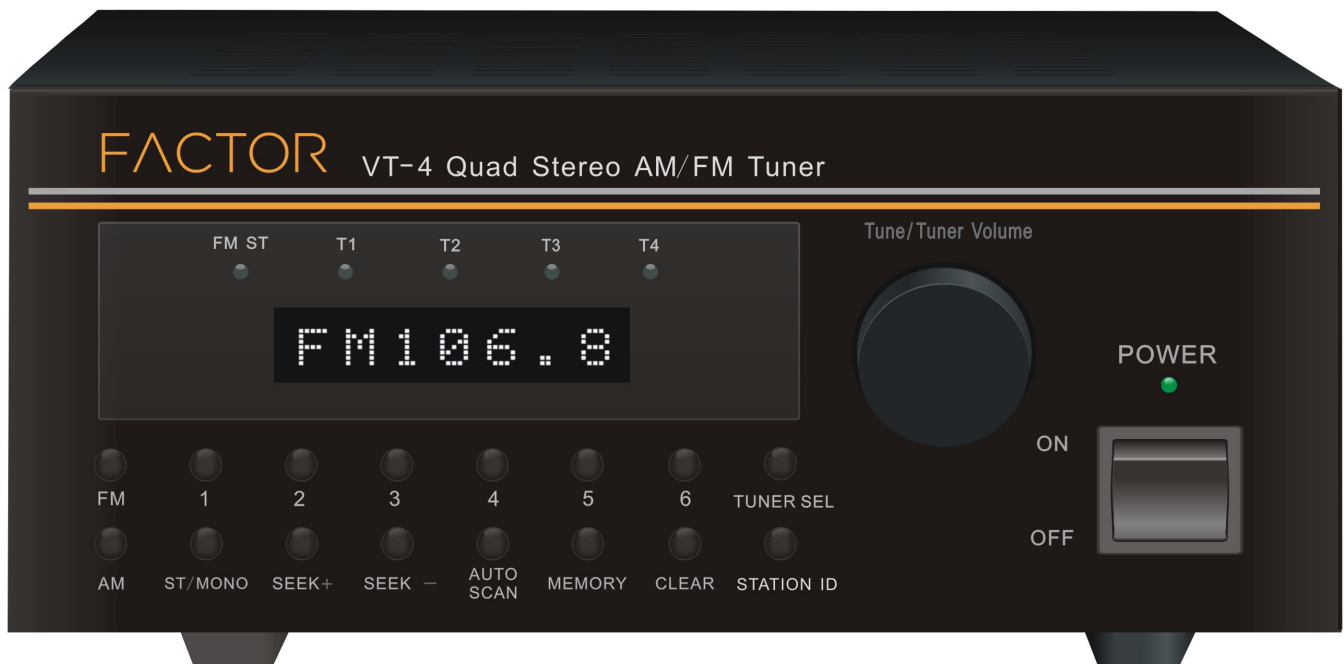 FACTOR VT-4 Quad Stereo AM/FM Tuner
FM ST T1 T2 T3 T4
FM106.8
Tune/Tuner Volume
POWER
ON
OFF
FM 1 2 3 4 5 6 TUNER SEL
AM ST/MONO SEEK+ SEEK - AUTO SCAN MEMORY CLEAR STATION ID